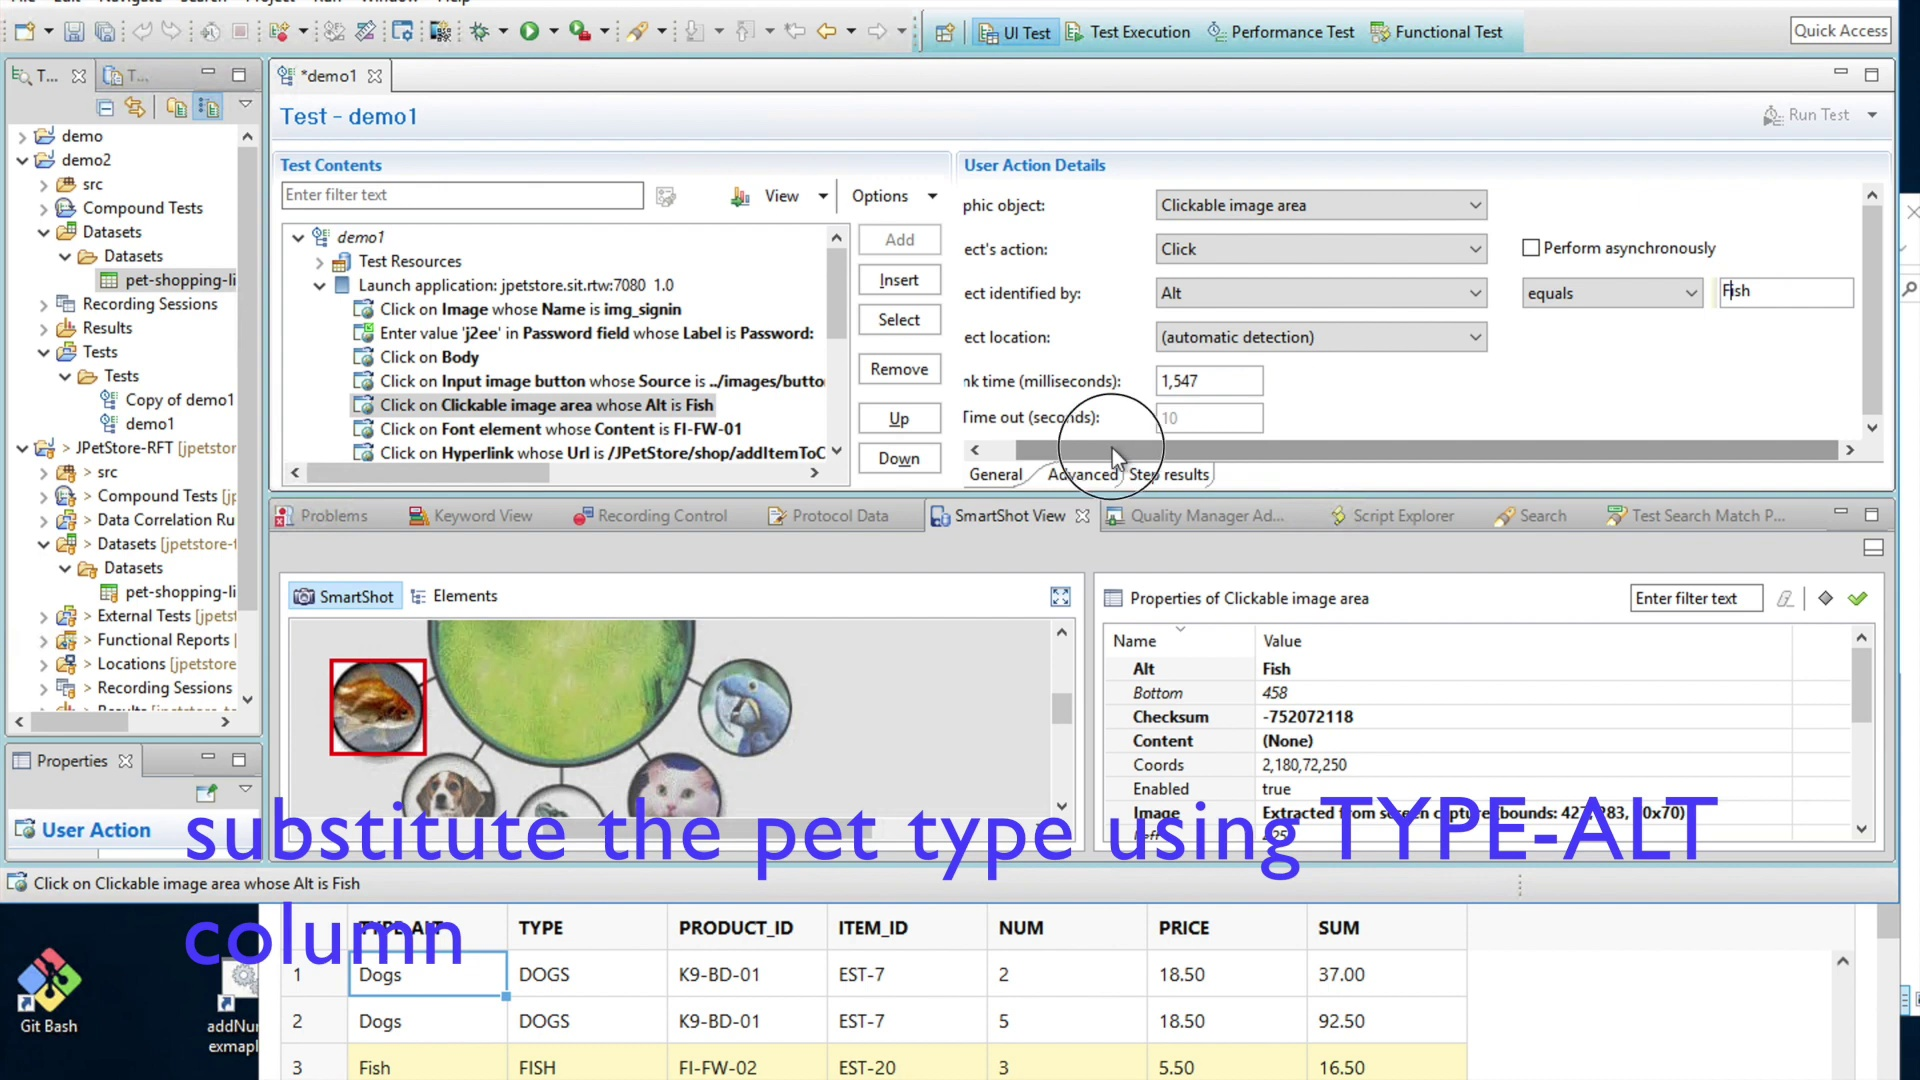 Quick Access
UI Test
Test Execution
Performance Test
Functional Test
T...
T...
*demo1
Test - demo1
Run Test
Test Contents
User Action Details
Enter filter text
View
Options
demo
demo2
src
Compound Tests
Datasets
Datasets
pet-shopping-li
Recording Sessions
Results
Tests
Tests
Copy of demo1
demo1
> JPetStore-RFT [jpetstor
> src
> Compound Tests [jp
> Data Correlation Ru
> Datasets [jpetstore-t
Datasets
pet-shopping-li
> External Tests [jpetst
> Functional Reports
> Locations [jpetstore
> Recording Sessions
demo1
Test Resources
Launch application: jpetstore.sit.rtw:7080 1.0
Click on Image whose Name is img_signin
Enter value 'j2ee' in Password field whose Label is Password:
Click on Body
Click on Input image button whose Source is ../images/butto
Click on Clickable image area whose Alt is Fish
Click on Font element whose Content is FI-FW-01
Click on Hyperlink whose Url is /JPetStore/shop/addItemToC
Add
Insert
Select
Remove
Up
Down
phic object:
Clickable image area
ect's action:
Click
Perform asynchronously
ect identified by:
Alt
equals
Fish
ect location:
(automatic detection)
nk time (milliseconds):
1,547
Time out (seconds):
10
General
Advanced
Step results
Problems
Keyword View
Recording Control
Protocol Data
SmartShot View
Quality Manager Ad...
Script Explorer
Search
Test Search Match P...
SmartShot
Elements
Properties of Clickable image area
Enter filter text
Name Value
Alt Fish
Bottom 458
Checksum -752072118
Content (None)
Coords 2,180,72,250
Enabled true
Image Extracted from screen capture (bounds: 427,283, 70x70)
Properties
User Action
substitute the pet type using TYPE-ALT
column
Click on Clickable image area whose Alt is Fish
TYPE_ALT TYPE PRODUCT_ID ITEM_ID NUM PRICE SUM
1 Dogs DOGS K9-BD-01 EST-7 2 18.50 37.00
2 Dogs DOGS K9-BD-01 EST-7 5 18.50 92.50
3 Fish FISH FI-FW-02 EST-20 3 5.50 16.50
Git Bash
addNu
exmapl